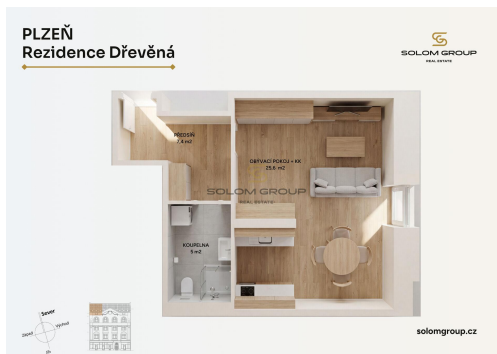 PLZEŇ
Rezidence Dřevěná
SOLOM GROUP
REAL ESTATE
PŘEDSÍŇ
7.4 m2
OBÝVACÍ POKOJ + KK
25.6 m2
SOLOM GROUP
REAL ESTATE
KOUPELNA
5 m2
Sever
Východ
Západ
Jih
solomgroup.cz